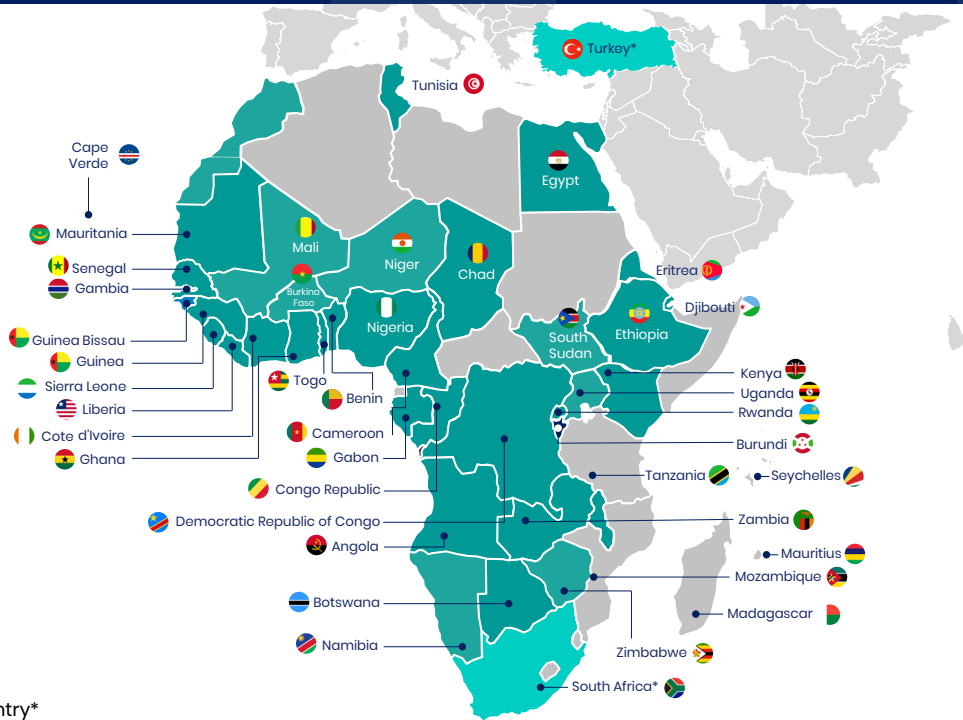 Turkey*
Tunisia
Cape
Verde
Egypt
Mauritania
Mali
Niger
Chad
Senegal
Eritrea
Gambia
Burkina
Faso
Djibouti
Nigeria
Ethiopia
South
Sudan
Guinea Bissau
Guinea
Kenya
Togo
Sierra Leone
Uganda
Benin
Liberia
Rwanda
Cote d'Ivoire
Cameroon
Burundi
Ghana
Gabon
Tanzania
Seychelles
Congo Republic
Democratic Republic of Congo
Zambia
Angola
Mauritius
Mozambique
Botswana
Madagascar
Namibia
Zimbabwe
South Africa*
ntry*